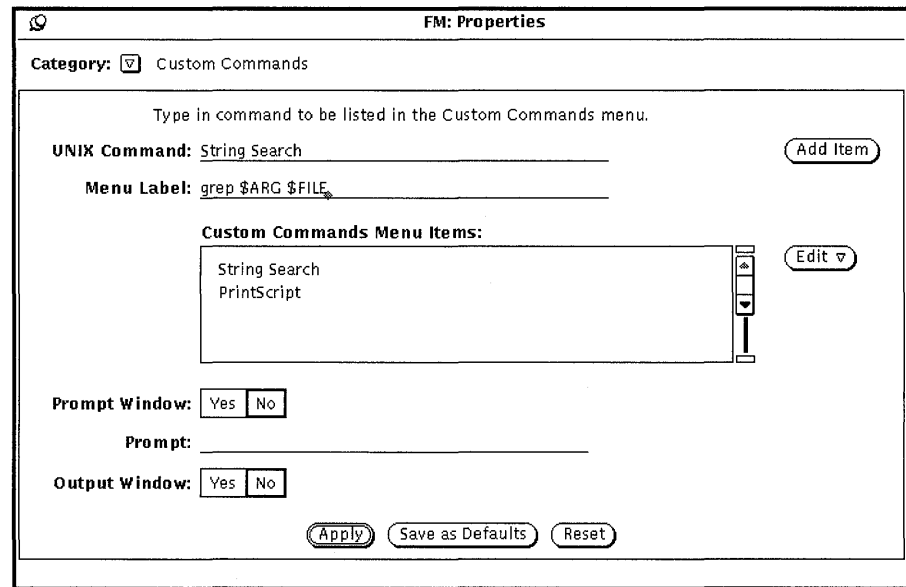 FM: Properties
Category: Custom Commands
Type in command to be listed in the Custom Commands menu.
UNIX Command: String Search
Add Item
Menu Label: grep $ARG $FILE
Custom Commands Menu Items:
String Search
PrintScript
Edit
Prompt Window: Yes No
Prompt:
Output Window: Yes No
Apply Save as Defaults Reset